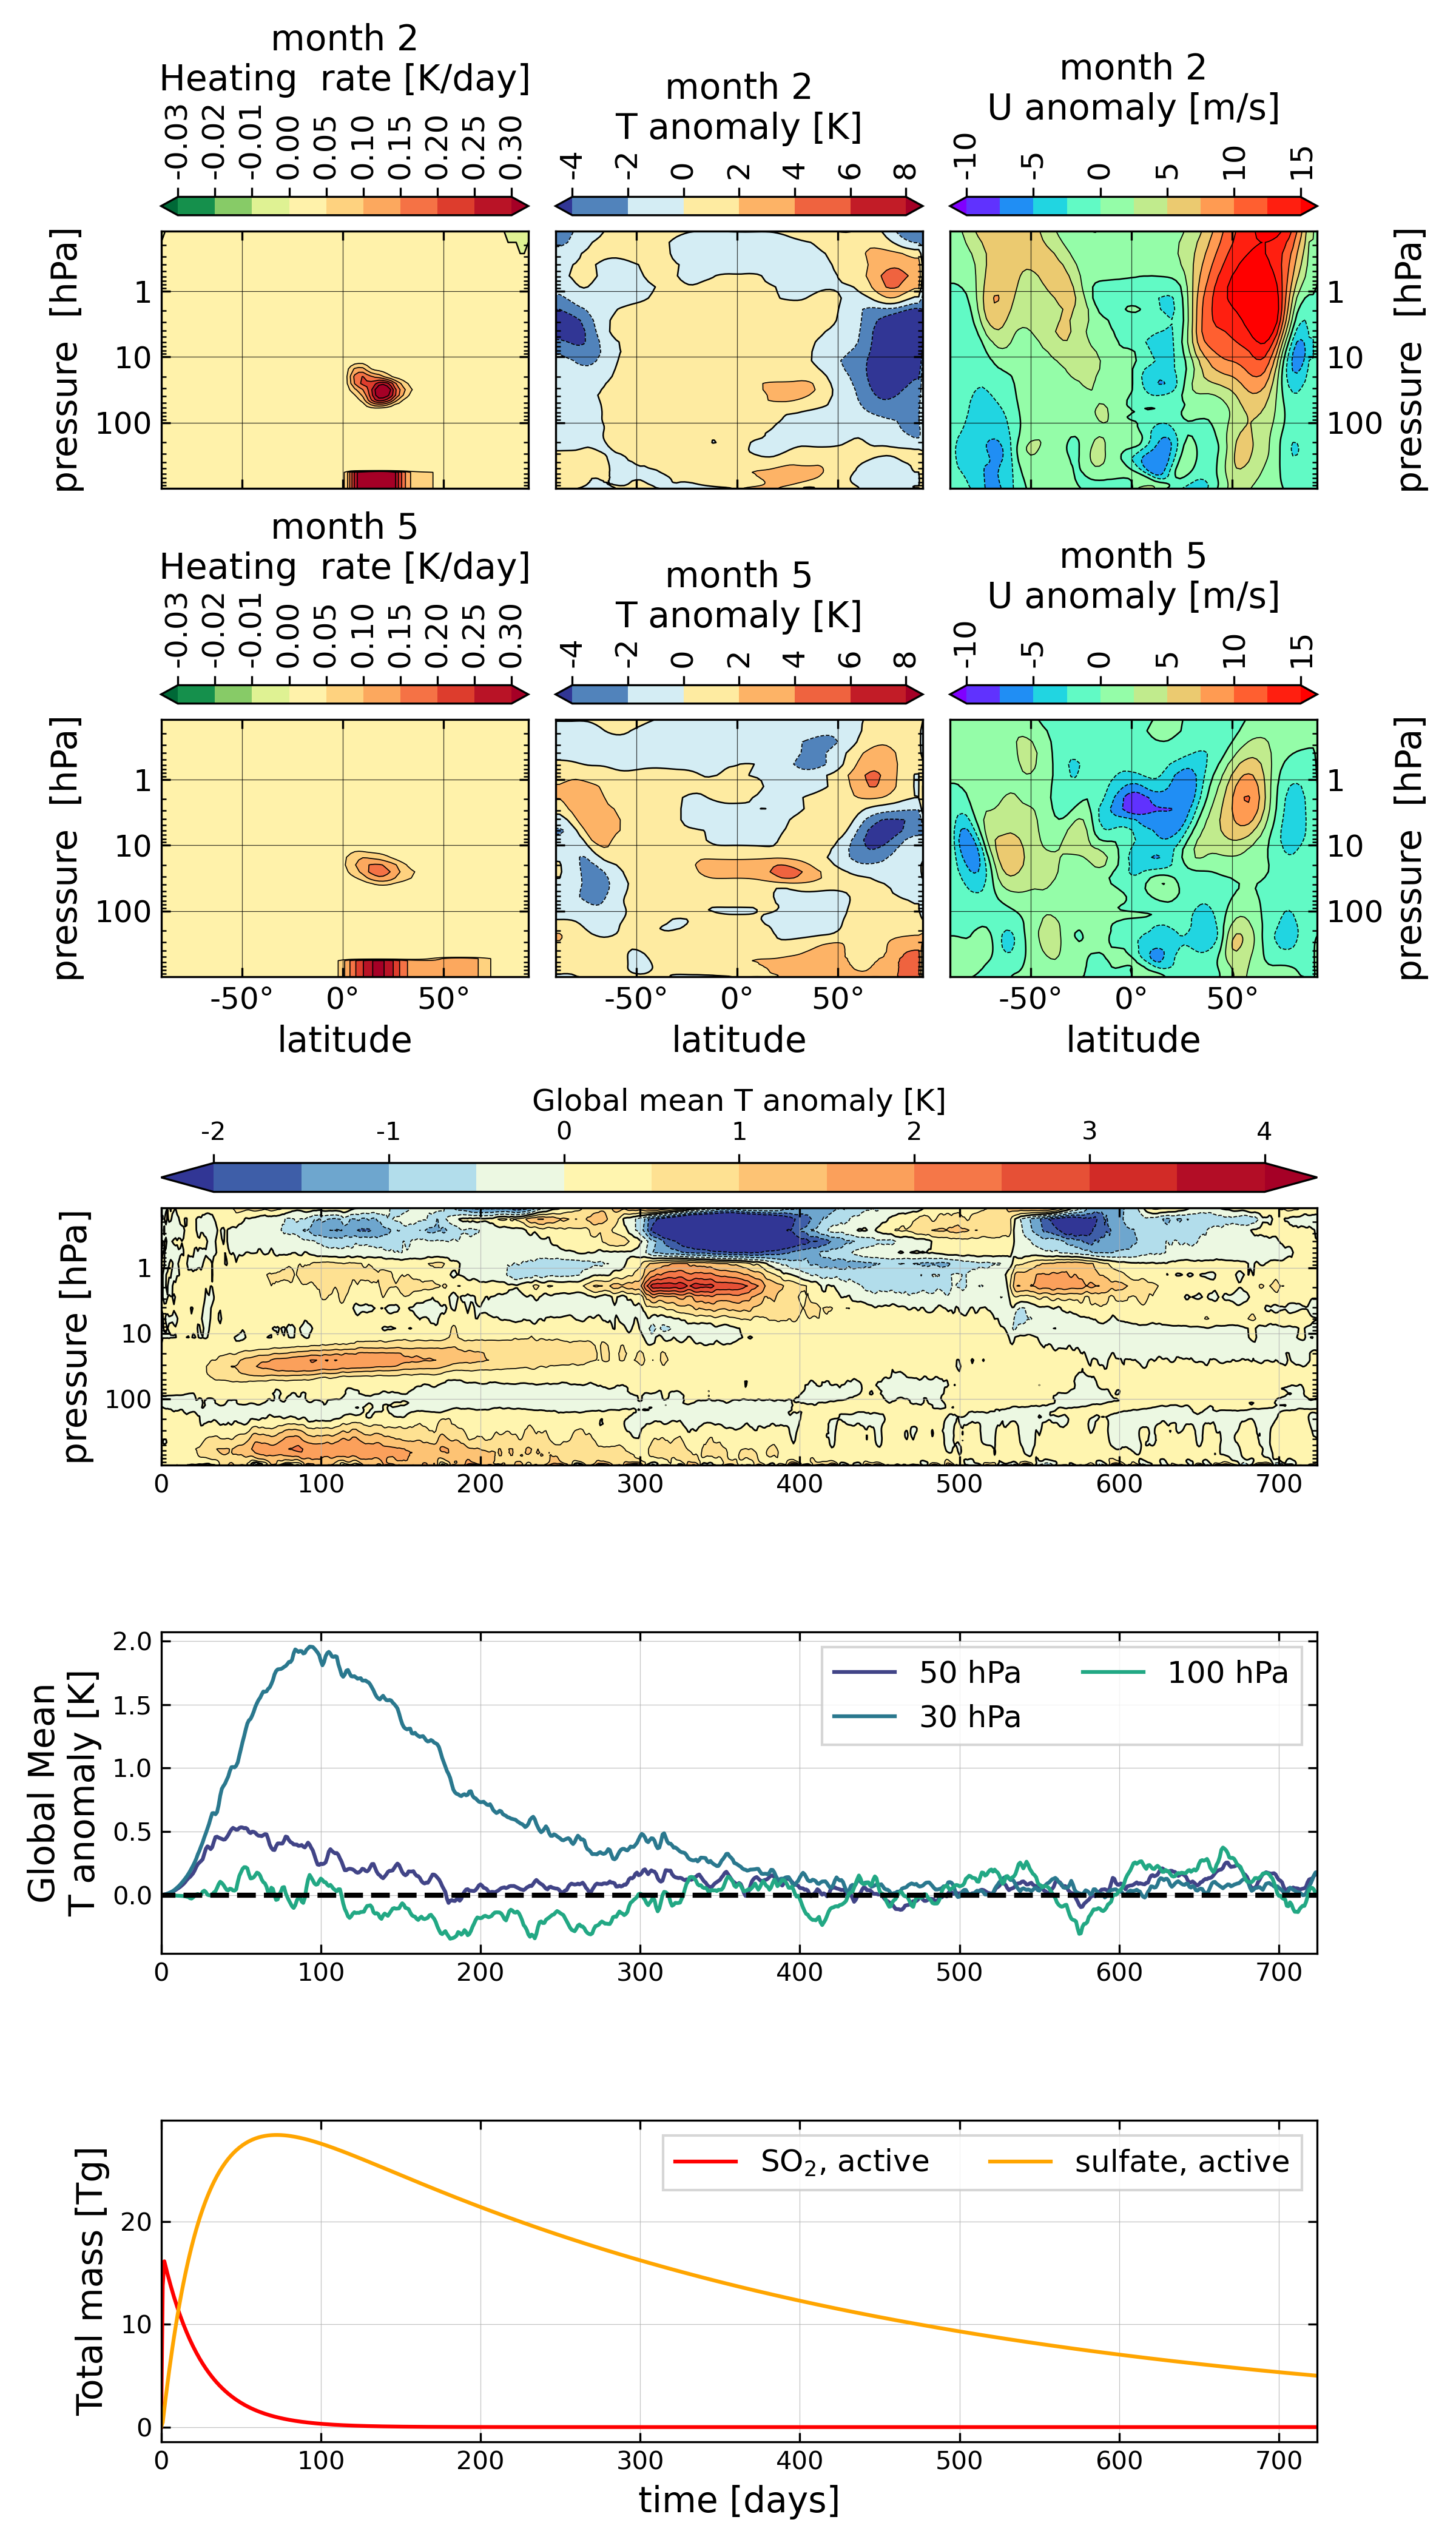 month 2
Heating  rate [K/day]
-0.03 -0.02 -0.01 0.00 0.05 0.10 0.15 0.20 0.25 0.30
month 2
T anomaly [K]
-4 -2 0 2 4 6 8
month 2
U anomaly [m/s]
-10 -5 0 5 10 15
pressure  [hPa]
1
10
100
1
10
100
pressure  [hPa]
month 5
Heating  rate [K/day]
-0.03 -0.02 -0.01 0.00 0.05 0.10 0.15 0.20 0.25 0.30
month 5
T anomaly [K]
-4 -2 0 2 4 6 8
month 5
U anomaly [m/s]
-10 -5 0 5 10 15
pressure  [hPa]
1
10
100
1
10
100
pressure  [hPa]
-50° 0° 50°
latitude
-50° 0° 50°
latitude
-50° 0° 50°
latitude
Global mean T anomaly [K]
-2 -1 0 1 2 3 4
pressure [hPa]
1
10
100
0 100 200 300 400 500 600 700
Global Mean
T anomaly [K]
2.0
1.5
1.0
0.5
0.0
50 hPa
30 hPa
100 hPa
0 100 200 300 400 500 600 700
Total mass [Tg]
20
10
0
SO₂, active
sulfate, active
0 100 200 300 400 500 600 700
time [days]